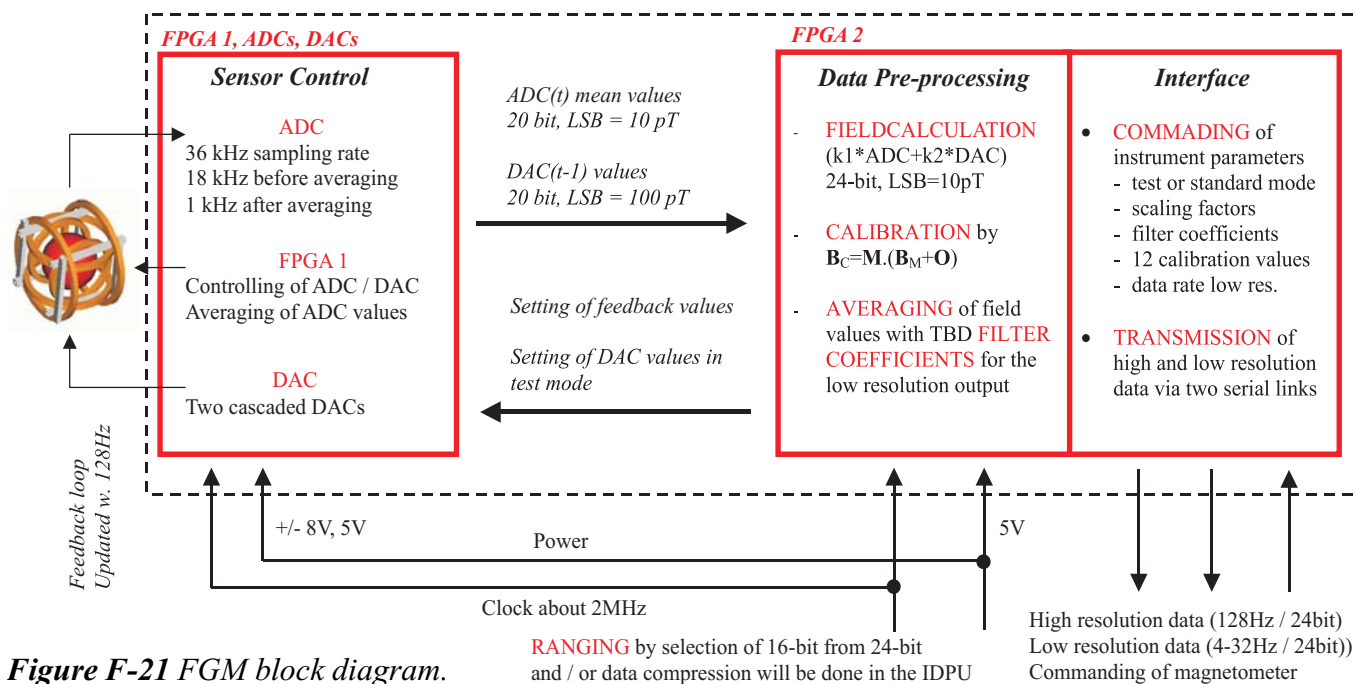 FPGA 1, ADCs, DACs
Sensor Control
ADC
36 kHz sampling rate
18 kHz before averaging
1 kHz after averaging
FPGA 1
Controlling of ADC / DAC
Averaging of ADC values
DAC
Two cascaded DACs
Feedback loop
Updated w. 128Hz
ADC(t) mean values
20 bit, LSB = 10 pT
DAC(t-1) values
20 bit, LSB = 100 pT
Setting of feedback values
Setting of DAC values in
test mode
FPGA 2
Data Pre-processing
- FIELDCALCULATION
(k1*ADC+k2*DAC)
24-bit, LSB=10pT
- CALIBRATION by
B_C=M.(B_M+O)
- AVERAGING of field
values with TBD FILTER
COEFFICIENTS for the
low resolution output
Interface
• COMMADING of
instrument parameters
- test or standard mode
- scaling factors
- filter coefficients
- 12 calibration values
- data rate low res.
• TRANSMISSION of
high and low resolution
data via two serial links
+/- 8V, 5V
Power
5V
Clock about 2MHz
RANGING by selection of 16-bit from 24-bit
and / or data compression will be done in the IDPU
High resolution data (128Hz / 24bit)
Low resolution data (4-32Hz / 24bit))
Commanding of magnetometer
Figure F-21 FGM block diagram.